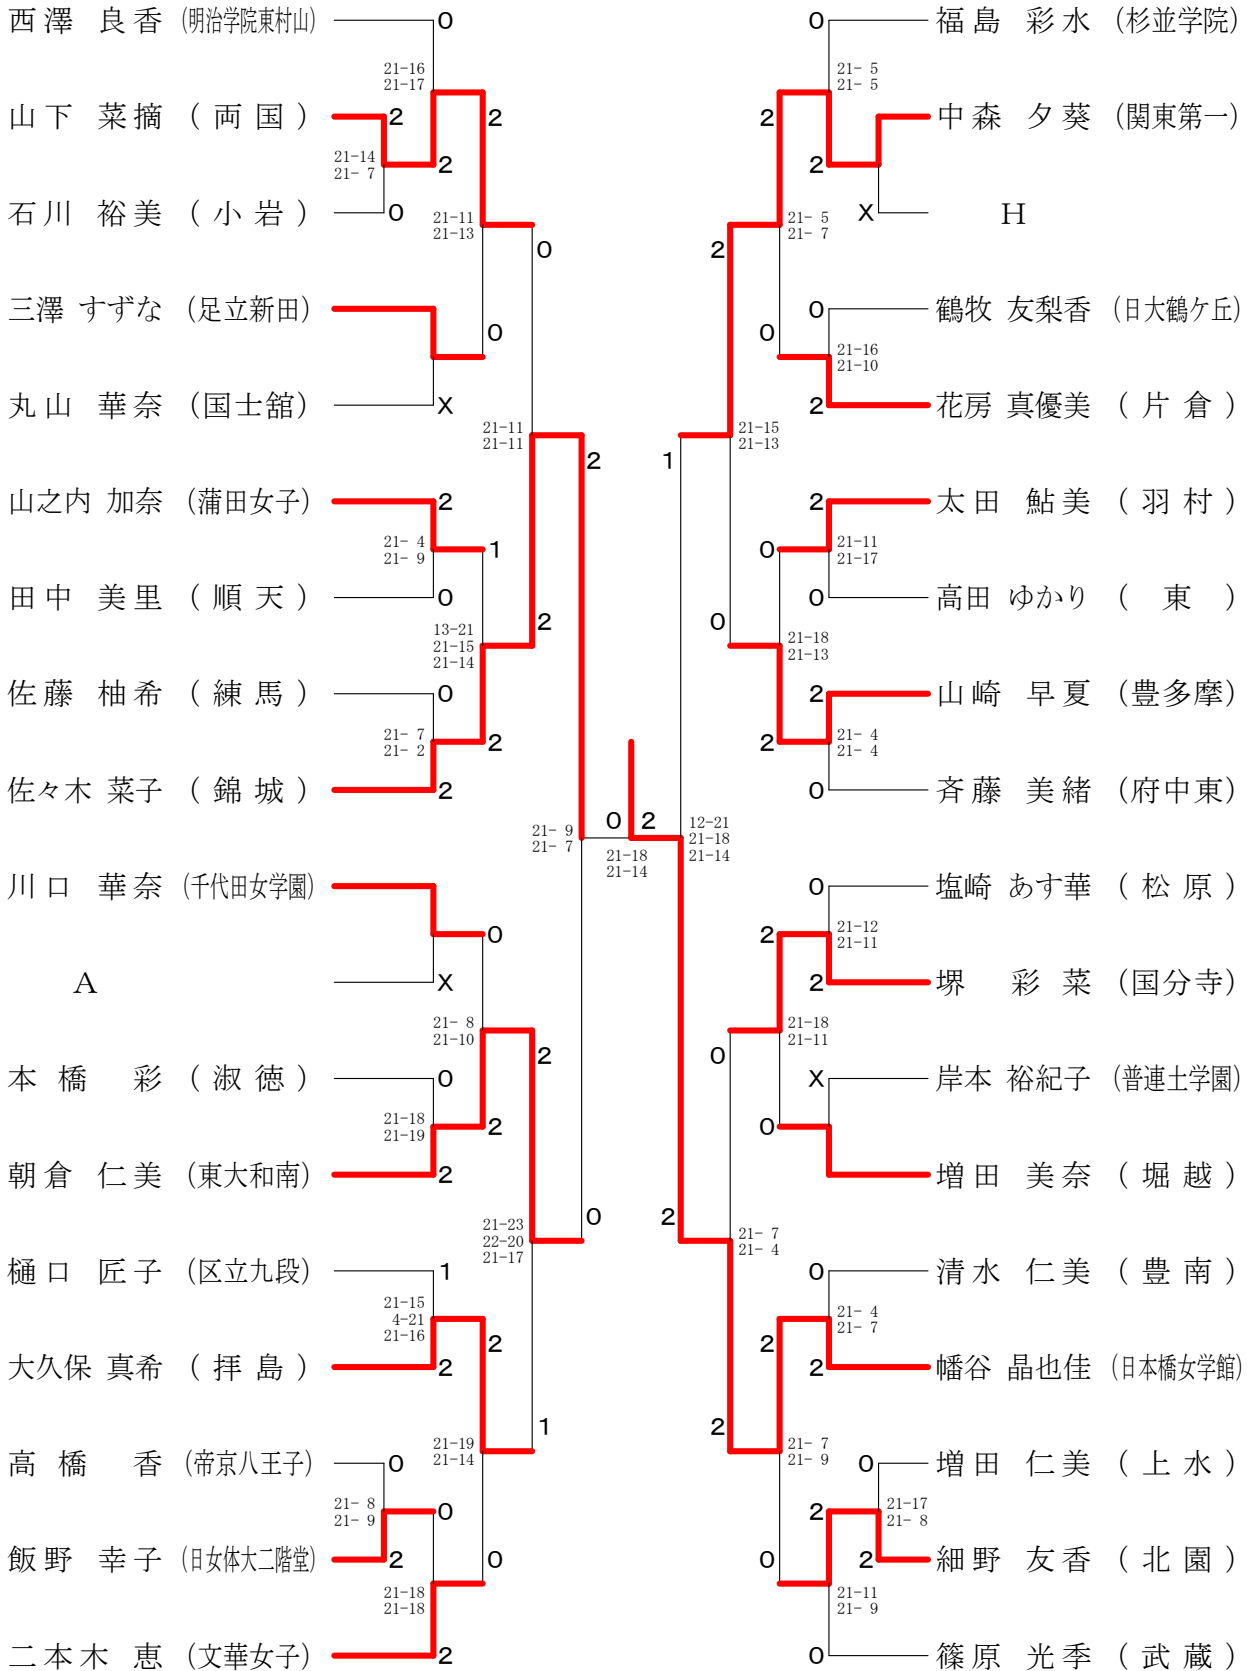 西澤 良香 (明治学院東村山) 0
21-16
21-17
山下 菜摘 (両国) 2
2
21-14
21- 7
2
石川 裕美 (小岩) 0
21-11
21-13
0
三澤 すずな (足立新田)
0
丸山 華奈 (国士舘) X
21-11
21-11
2
山之内 加奈 (蒲田女子) 2
21- 4
21- 9
1
田中 美里 (順天) 0
13-21
21-15
21-14
2
佐藤 柚希 (練馬) 0
21- 7
21- 2
2
佐々木 菜子 (錦城) 2
21- 9
21- 7
0
2
21-18
21-14
川口 華奈 (千代田女学園)
0
A X
21- 8
21-10
2
本橋 彩 (淑徳) 0
21-18
21-19
2
朝倉 仁美 (東大和南) 2
21-23
22-20
21-17
0
樋口 匠子 (区立九段) 1
21-15
4-21
21-16
2
大久保 真希 (拝島) 2
21-19
21-14
1
高橋 香 (帝京八王子) 0
21- 8
21- 9
0
飯野 幸子 (日女体大二階堂) 2
0
21-18
21-18
二本木 恵 (文華女子) 2
0 福島 彩水 (杉並学院)
21- 5
21- 5
2
中森 夕葵 (関東第一)
2
X H
21- 5
21- 7
2
0 鶴牧 友梨香 (日大鶴ケ丘)
0
21-16
21-10
2 花房 真優美 (片倉)
1
21-15
21-13
2 太田 鮎美 (羽村)
0
21-11
21-17
0 高田 ゆかり (東)
0
21-18
21-13
2 山崎 早夏 (豊多摩)
2
21- 4
21- 4
0 斉藤 美緒 (府中東)
12-21
21-18
21-14
0 塩崎 あす華 (松原)
2
21-12
21-11
2 堺 彩菜 (国分寺)
0
21-18
21-11
X 岸本 裕紀子 (普連土学園)
0
増田 美奈 (堀越)
2
21- 7
21- 4
0 清水 仁美 (豊南)
21- 4
21- 7
2
2 幡谷 晶也佳 (日本橋女学館)
2
21- 7
21- 9
0 増田 仁美 (上水)
2
21-17
21- 8
2 細野 友香 (北園)
0
21-11
21- 9
0 篠原 光季 (武蔵)